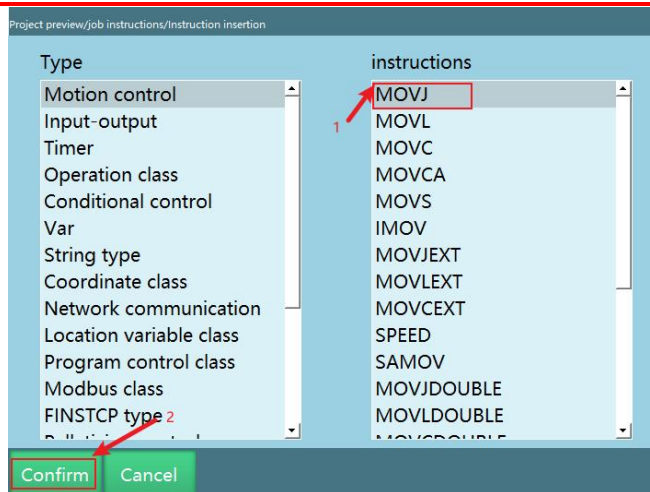 Project preview/job instructions/Instruction insertion
Type
Motion control
Input-output
Timer
Operation class
Conditional control
Var
String type
Coordinate class
Network communication
Location variable class
Program control class
Modbus class
FINSTCP type 2
instructions
1
MOVJ
MOVL
MOVC
MOVCA
MOVS
IMOV
MOVJEXT
MOVLEXT
MOVCEXT
SPEED
SAMOV
MOVJDOUBLE
MOVLDOUBLE
MOVCDOUBLE
Confirm
Cancel